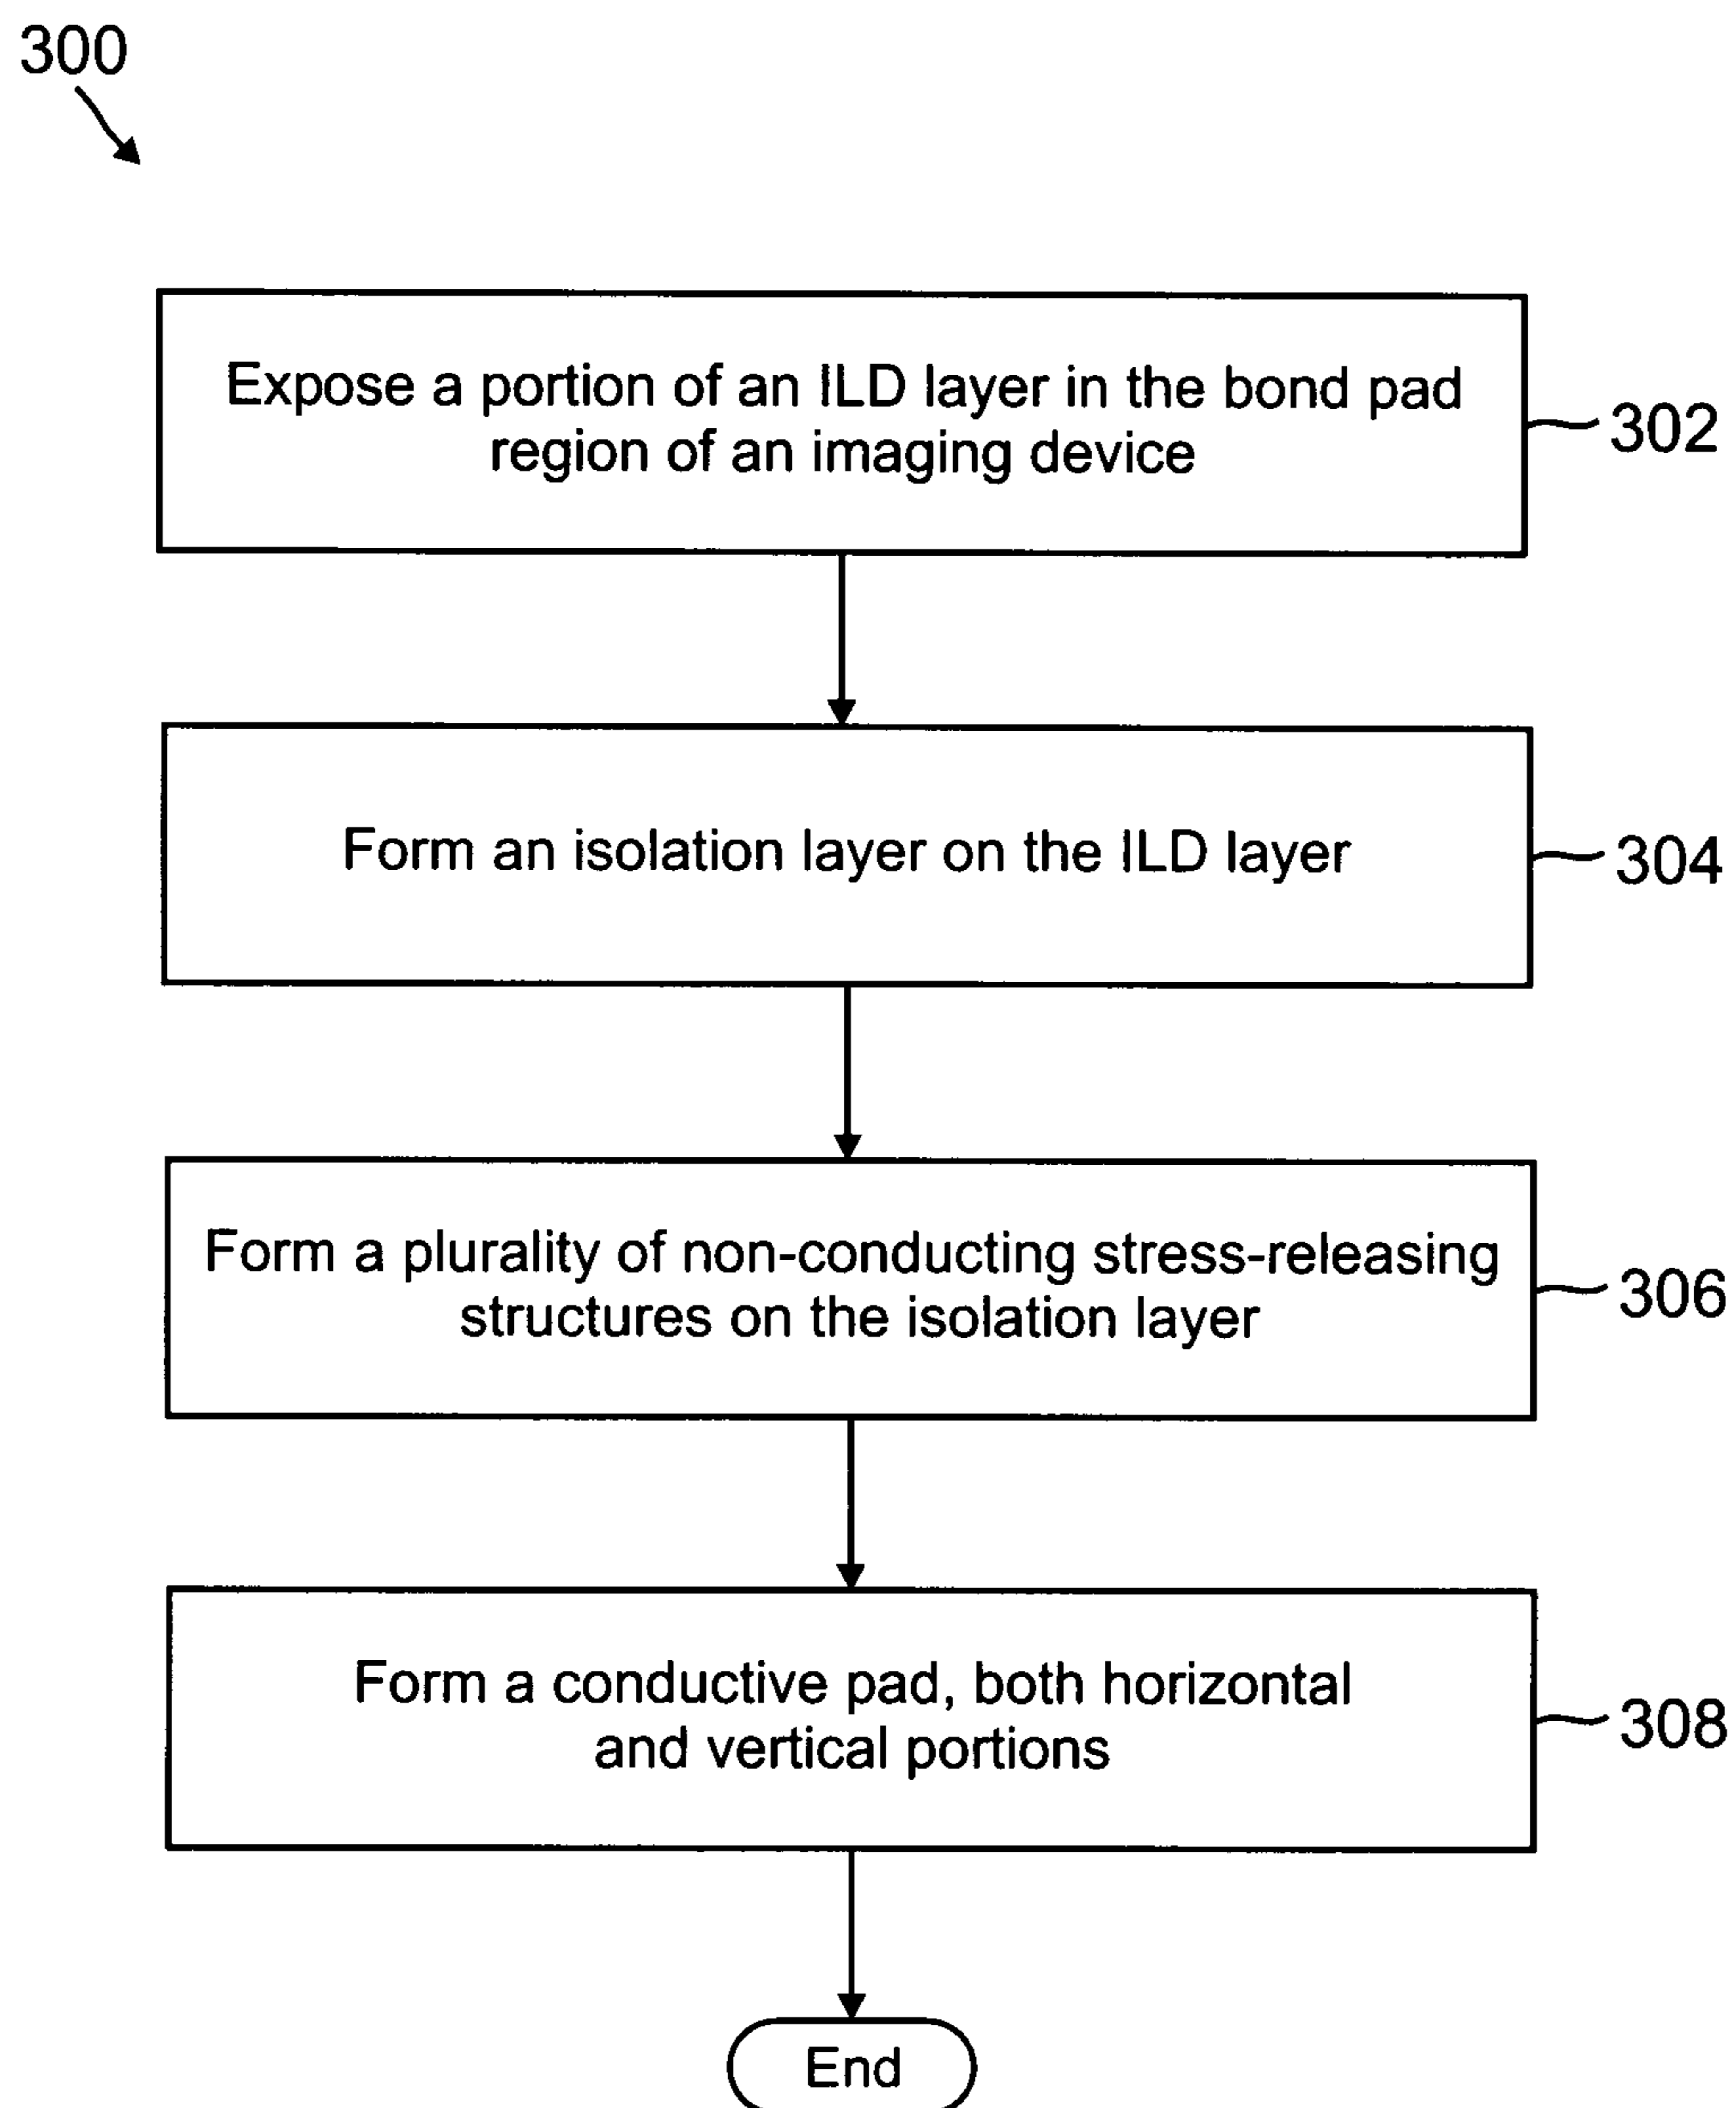 300
Expose a portion of an ILD layer in the bond pad
region of an imaging device
302
Form an isolation layer on the ILD layer
304
Form a plurality of non-conducting stress-releasing
structures on the isolation layer
306
Form a conductive pad, both horizontal
and vertical portions
308
End